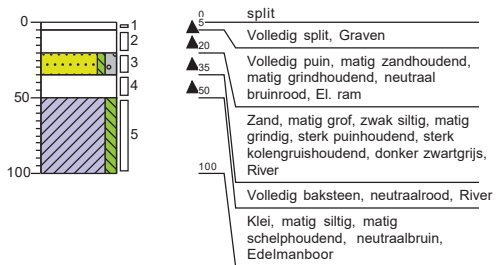 0
50
100
1
2
3
4
5
0
5
20
35
50
100
split
Volledig split, Graven
Volledig puin, matig zandhoudend,
matig grindhoudend, neutraal
bruinrood, El. ram
Zand, matig grof, zwak siltig, matig
grindig, sterk puinhoudend, sterk
kolengruishoudend, donker zwartgrijs,
River
Volledig baksteen, neutraalrood, River
Klei, matig siltig, matig
schelphoudend, neutraalbruin,
Edelmanboor